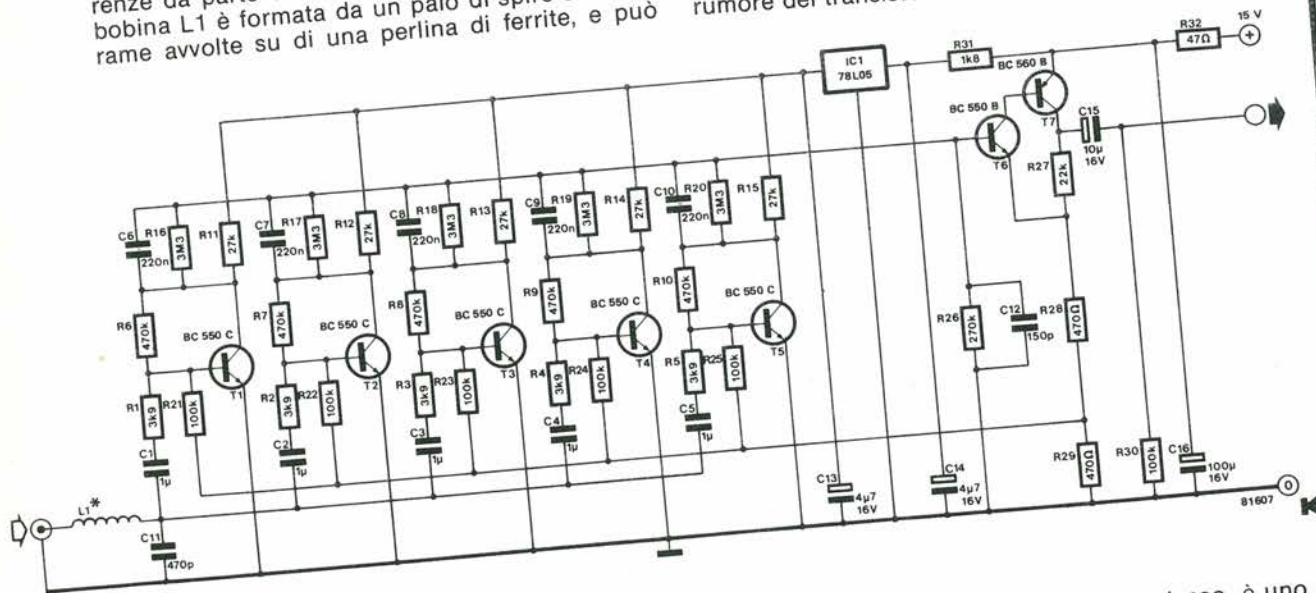 renze da parte
bobina L1 è formata da un paio di spire
rame avvolte su di una perlina di ferrite, e può
rumore dei
R32
47Ω
15 V
+
R31
1k8
IC1
78L05
BC 560 B
T7
BC 550 B
T6
C15
10µ
16V
R27
22k
C6
220n
R16
3M3
R11
27k
C7
220n
R17
3M3
R12
27k
C8
220n
R18
3M3
R13
27k
C9
220n
R19
3M3
R14
27k
C10
220n
R20
3M3
R15
27k
R6
470k
BC 550 C
T1
R7
470k
BC 550 C
T2
R8
470k
BC 550 C
T3
R9
470k
BC 550 C
T4
R10
470k
BC 550 C
T5
R1
3k9
R21
100k
R2
3k9
R22
100k
R3
3k9
R23
100k
R4
3k9
R24
100k
R5
3k9
R25
100k
C1
1µ
C2
1µ
C3
1µ
C4
1µ
C5
1µ
R26
270k
C12
150p
R28
470Ω
R29
470Ω
R30
100k
C16
100µ
16V
C13
4µ7
16V
C14
4µ7
16V
L1*
C11
470p
0
81607
è uno